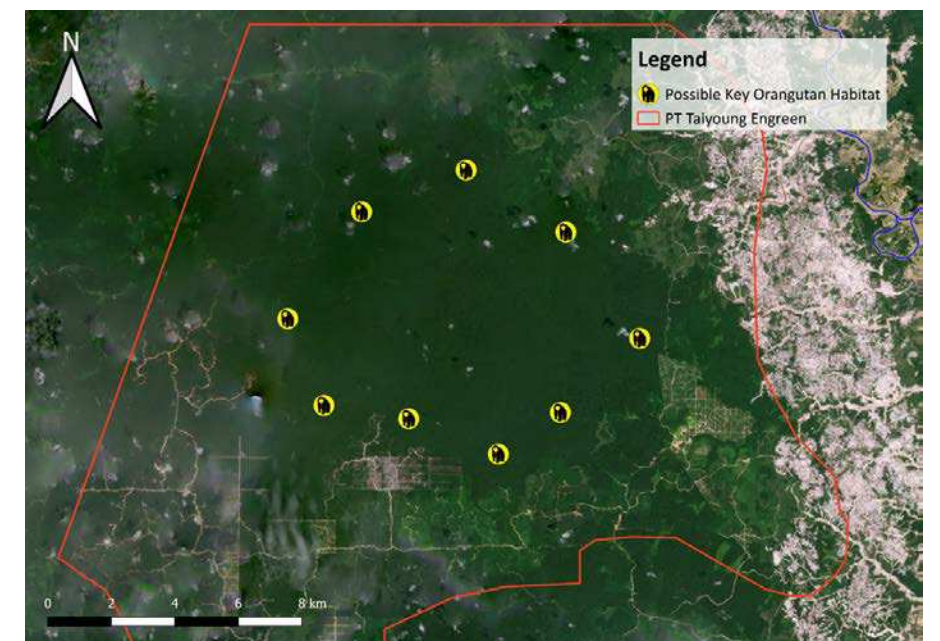 N
Legend
Possible Key Orangutan Habitat
PT Taiyoung Engreen
0 2 4 6 8 km